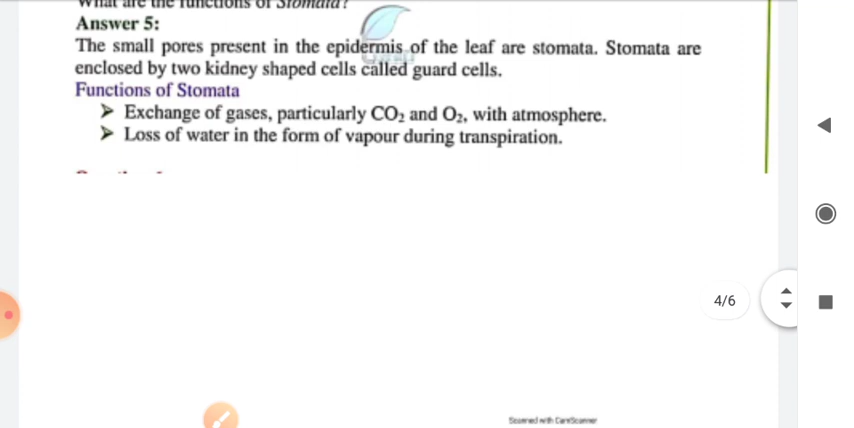 What are the functions of Stomata?
Answer 5:
The small pores present in the epidermis of the leaf are stomata. Stomata are
enclosed by two kidney shaped cells called guard cells.
Functions of Stomata
➤ Exchange of gases, particularly CO₂ and O₂, with atmosphere.
➤ Loss of water in the form of vapour during transpiration.
4/6
Scanned with CamScanner